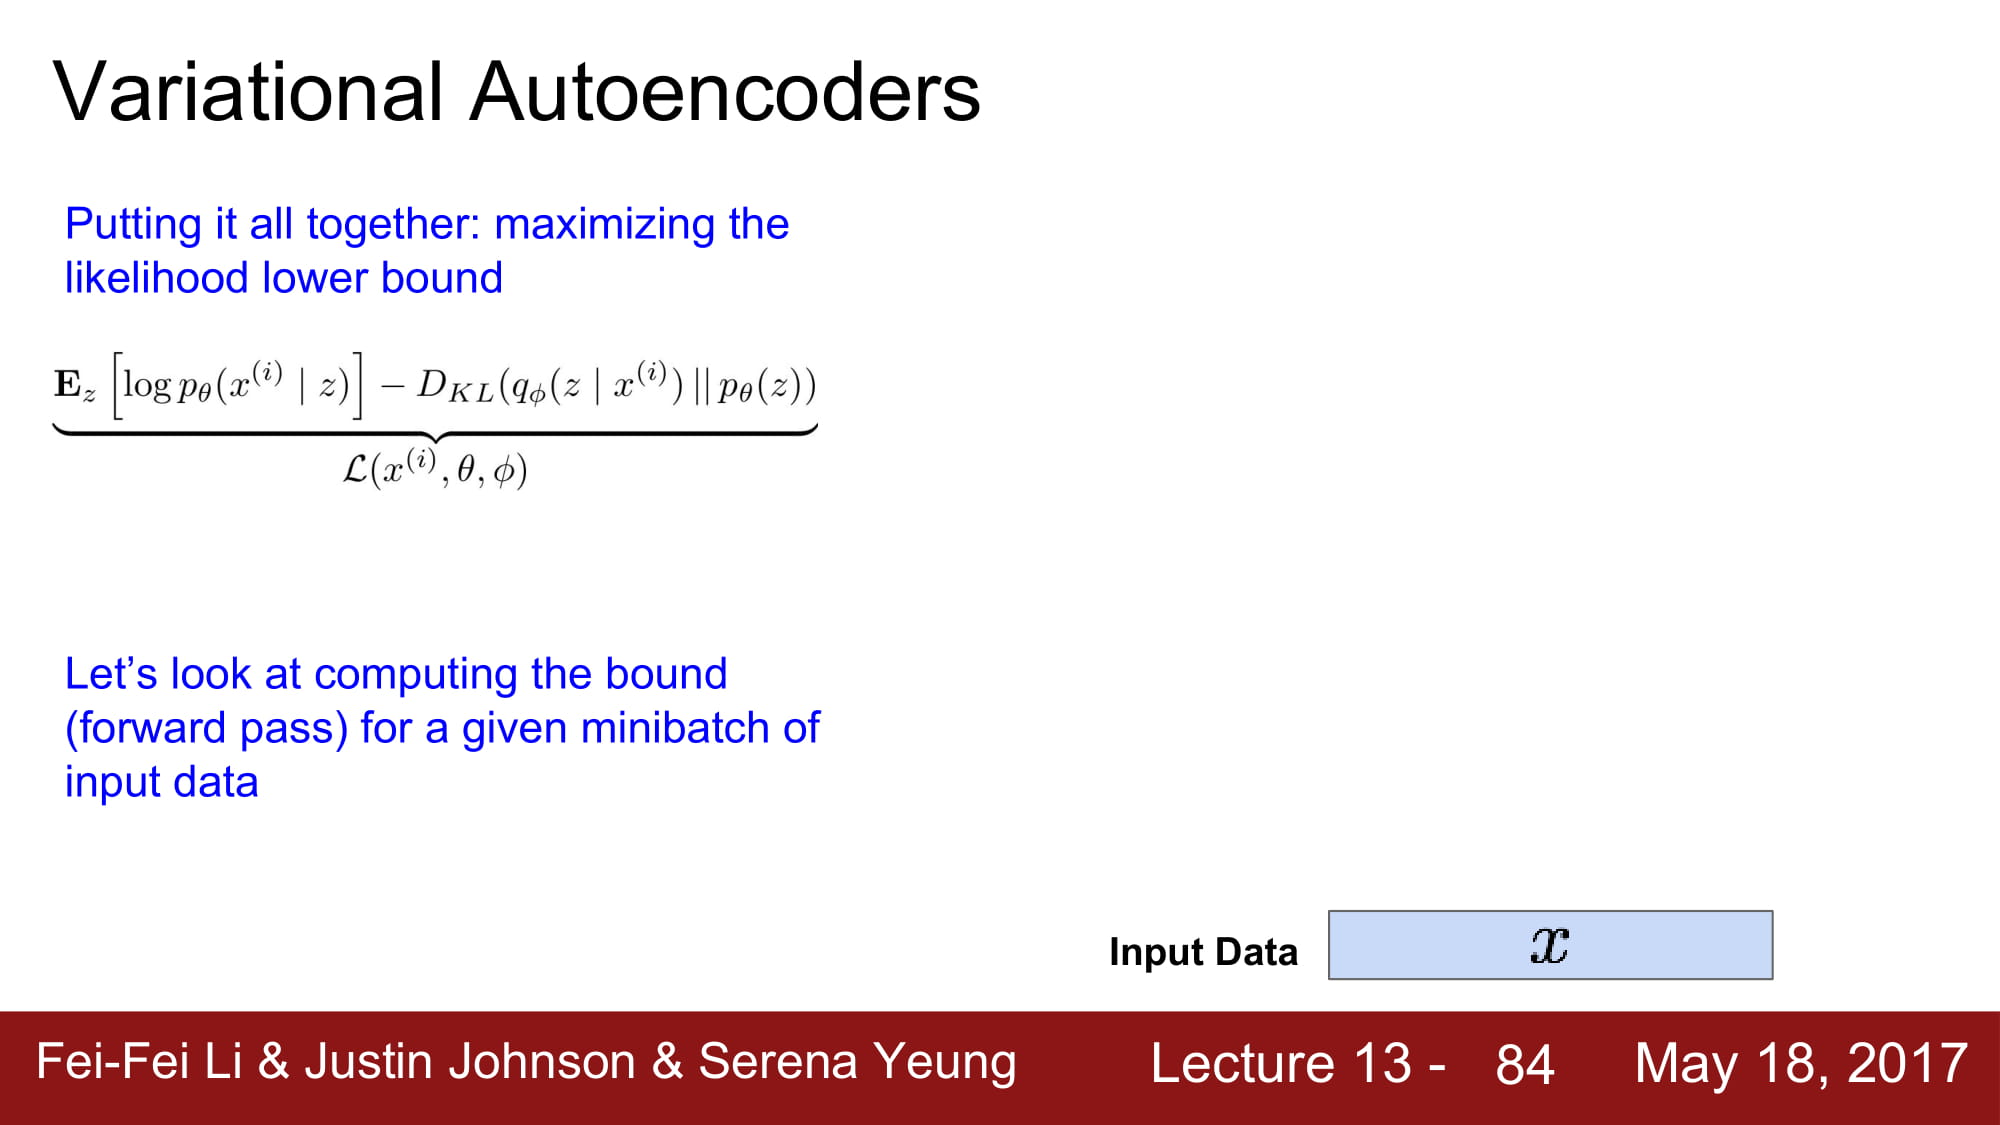 Variational Autoencoders
Putting it all together: maximizing the
likelihood lower bound
$\underbrace{\mathbf{E}_z \left[ \log p_\theta(x^{(i)} \mid z) \right] - D_{KL}(q_\phi(z \mid x^{(i)}) \,||\, p_\theta(z))}_{\mathcal{L}(x^{(i)}, \theta, \phi)}$
Let’s look at computing the bound
(forward pass) for a given minibatch of
input data
Input Data x
Fei-Fei Li & Justin Johnson & Serena Yeung Lecture 13 - 84 May 18, 2017